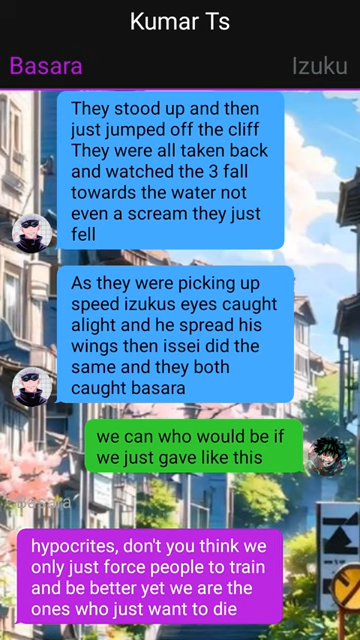 Kumar Ts
Basara
Izuku
They stood up and then
just jumped off the cliff
They were all taken back
and watched the 3 fall
towards the water not
even a scream they just
fell
As they were picking up
speed izukus eyes caught
alight and he spread his
wings then issei did the
same and they both
caught basara
we can who would be if
we just gave like this
Basara
hypocrites, don't you think we
only just force people to train
and be better yet we are the
ones who just want to die